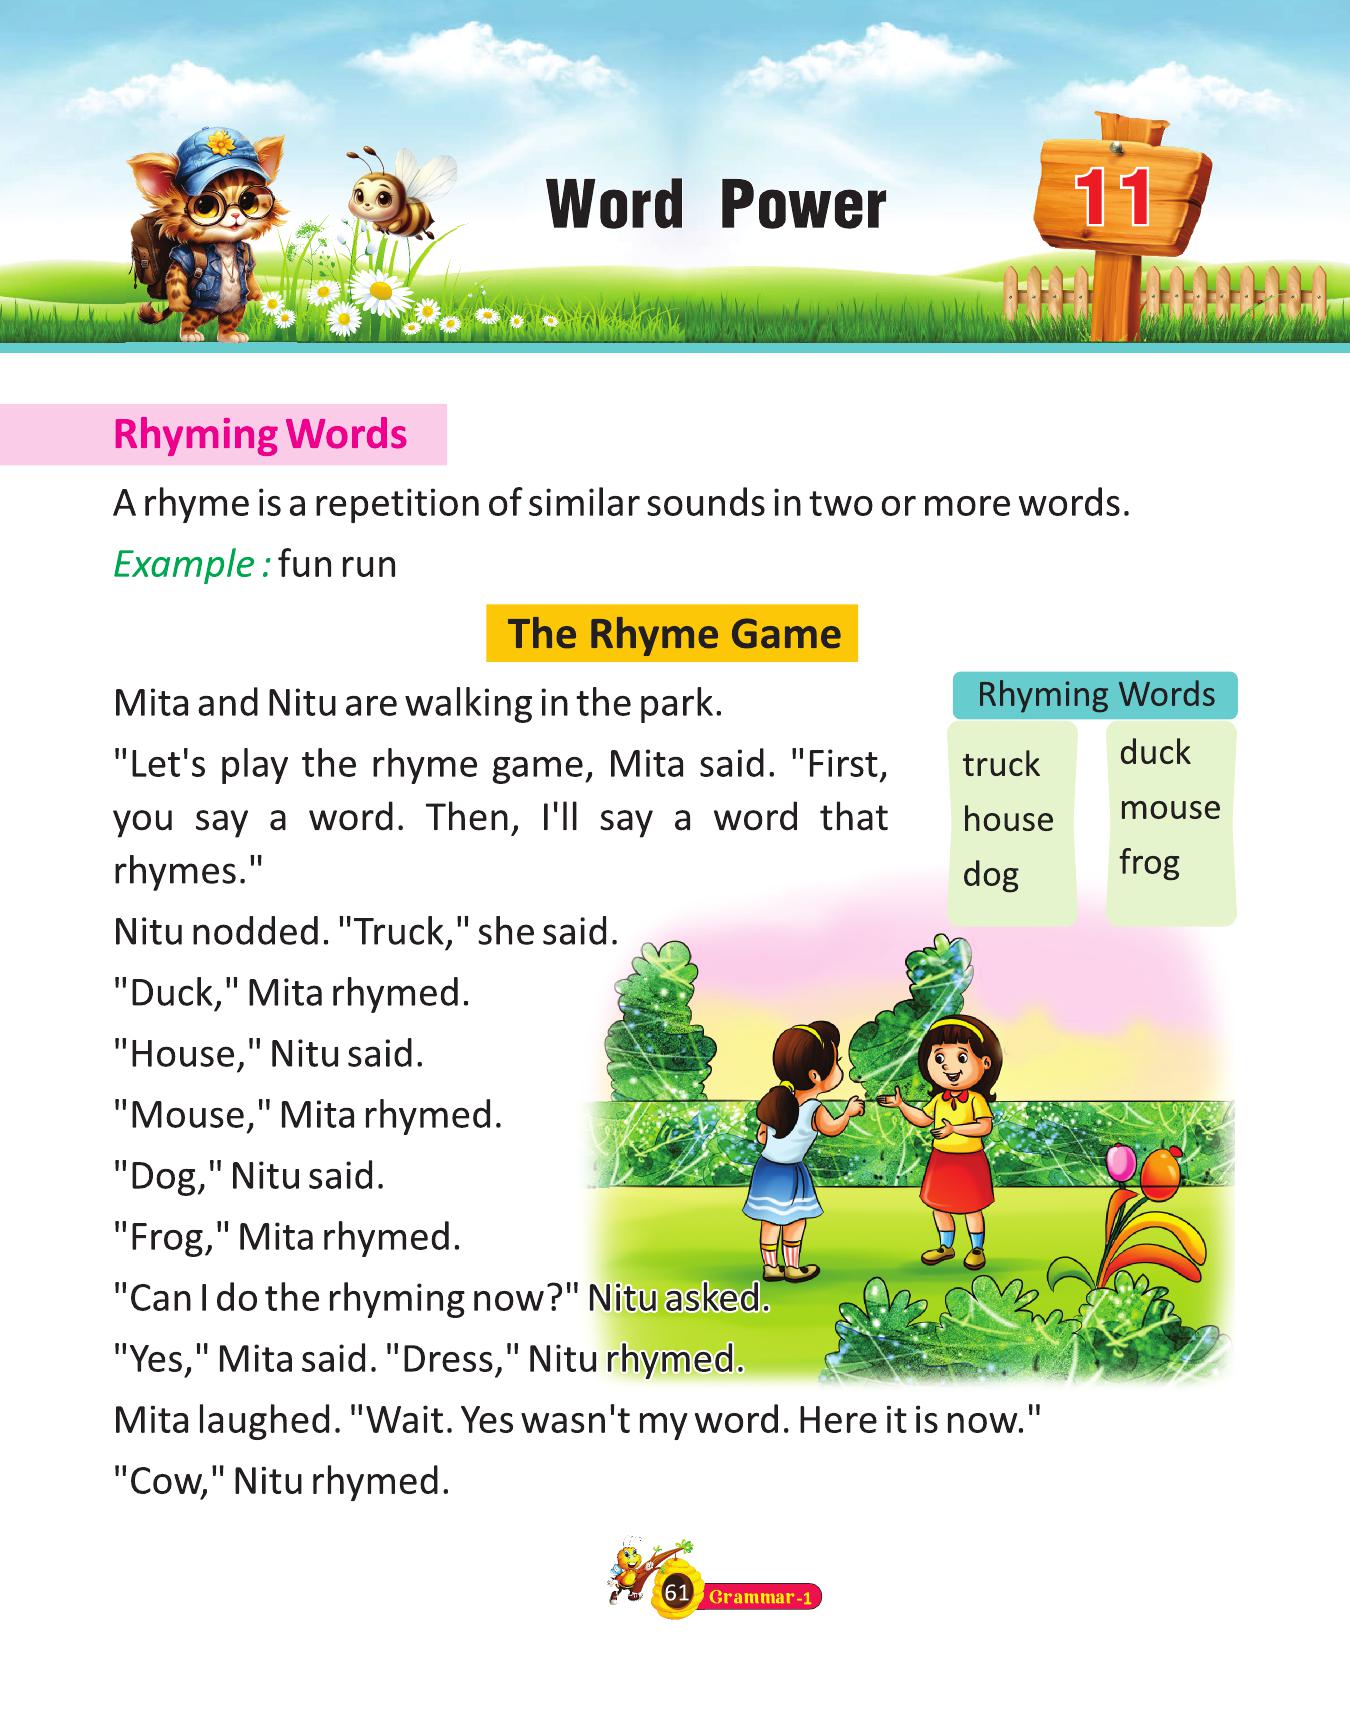 Word Power
11
Rhyming Words
A rhyme is a repetition of similar sounds in two or more words.
Example : fun run
The Rhyme Game
Mita and Nitu are walking in the park.
"Let's play the rhyme game, Mita said. "First,
you say a word. Then, I'll say a word that
rhymes."
Nitu nodded. "Truck," she said.
"Duck," Mita rhymed.
"House," Nitu said.
"Mouse," Mita rhymed.
"Dog," Nitu said.
"Frog," Mita rhymed.
"Can I do the rhyming now?" Nitu asked.
"Yes," Mita said. "Dress," Nitu rhymed.
Mita laughed. "Wait. Yes wasn't my word. Here it is now."
"Cow," Nitu rhymed.
Rhyming Words
truck
house
dog
duck
mouse
frog
61
Grammar-1